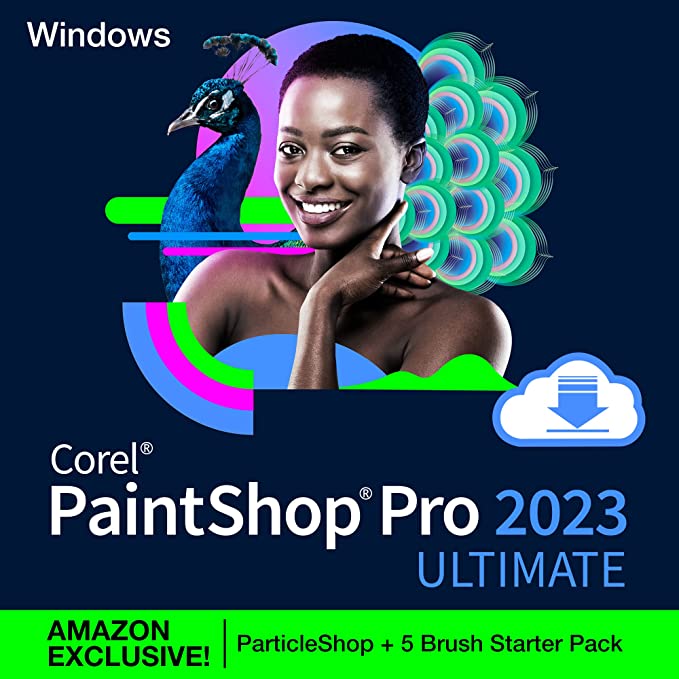 Windows
Corel®
PaintShop® Pro 2023
ULTIMATE
AMAZON
EXCLUSIVE!
ParticleShop + 5 Brush Starter Pack